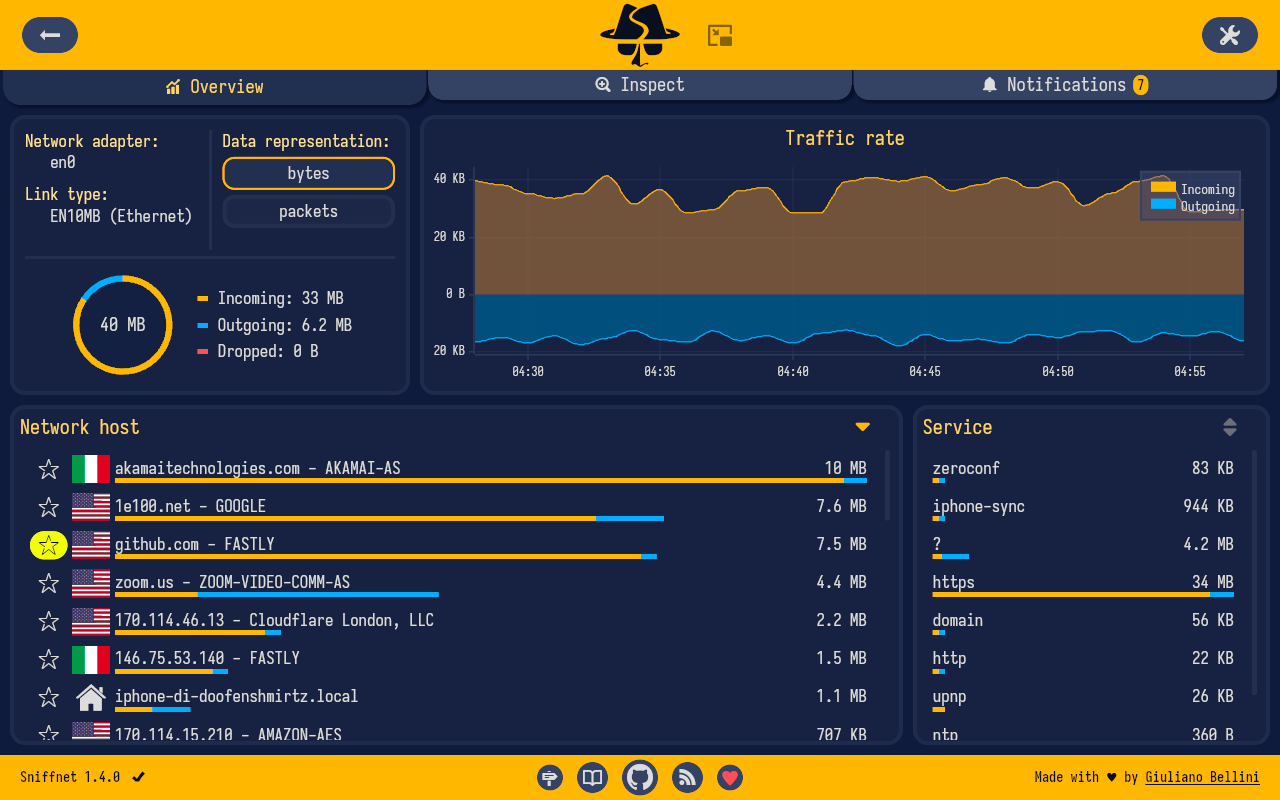 Overview
Inspect
Notifications 7
Network adapter:
en0
Link type:
EN10MB (Ethernet)
Data representation:
bytes
packets
40 MB
Incoming: 33 MB
Outgoing: 6.2 MB
Dropped: 0 B
Traffic rate
40 KB
20 KB
0 B
20 KB
Incoming
Outgoing
04:30 04:35 04:40 04:45 04:50 04:55
Network host
akamaitechnologies.com - AKAMAI-AS 10 MB
1e100.net - GOOGLE 7.6 MB
github.com - FASTLY 7.5 MB
zoom.us - ZOOM-VIDEO-COMM-AS 4.4 MB
170.114.46.13 - Cloudflare London, LLC 2.2 MB
146.75.53.140 - FASTLY 1.5 MB
iphone-di-doofenshmirtz.local 1.1 MB
170.114.15.210 - AMAZON-AES 707 KB
Service
zeroconf 83 KB
iphone-sync 944 KB
? 4.2 MB
https 34 MB
domain 56 KB
http 22 KB
upnp 26 KB
ntp 360 B
Sniffnet 1.4.0 ✔
Made with ♥ by Giuliano Bellini